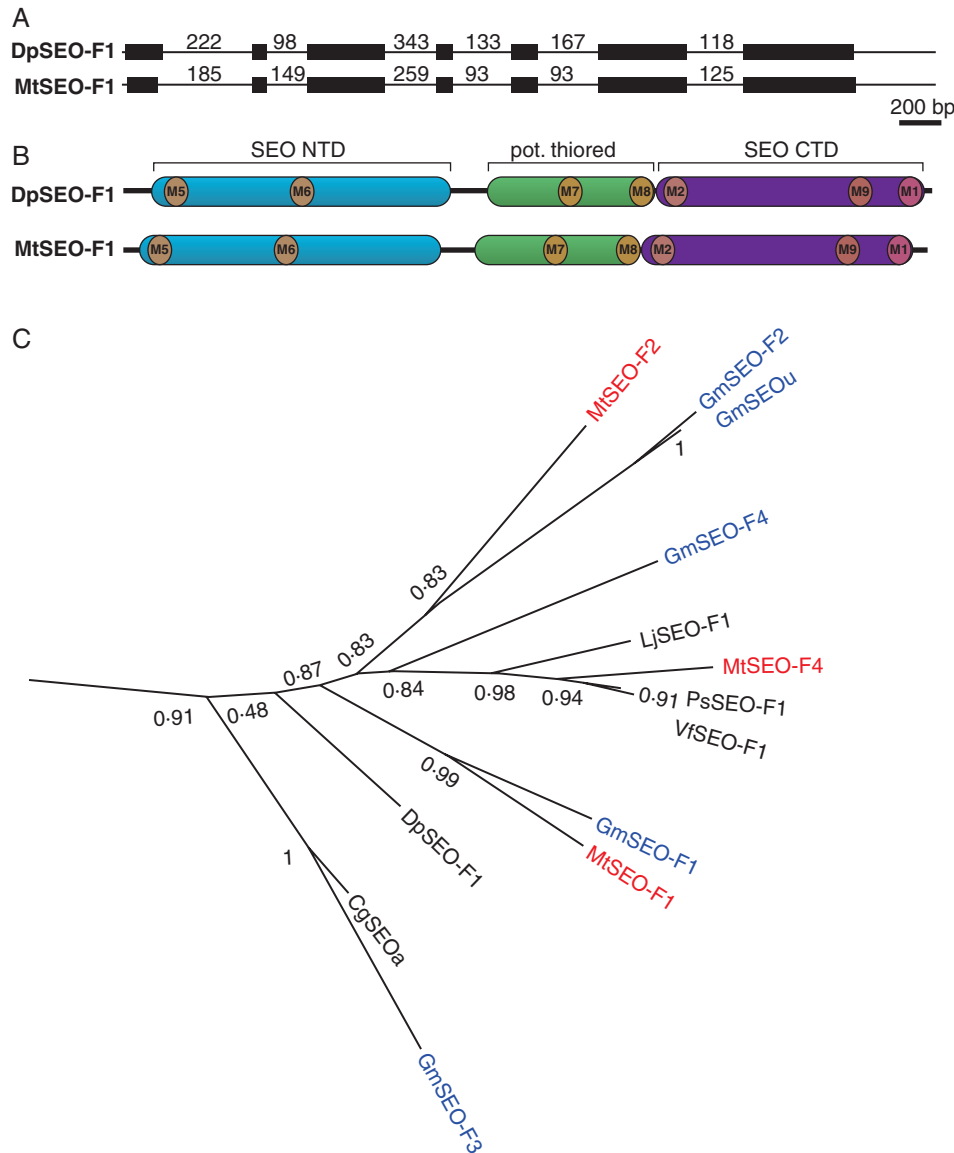 A
DpSEO-F1 222 98 343 133 167 118
MtSEO-F1 185 149 259 93 93 125
200 bp
B
SEO NTD pot. thiored SEO CTD
DpSEO-F1 M5 M6 M7 M8 M2 M9 M1
MtSEO-F1 M5 M6 M7 M8 M2 M9 M1
C
MtSEO-F2
GmSEO-F2
GmSEOu
1
GmSEO-F4
0·83
LjSEO-F1
0·83
MtSEO-F4
0·87
0·84
0·98
0·94
0·91 PsSEO-F1
VfSEO-F1
0·91
0·48
0·99
DpSEO-F1
GmSEO-F1
MtSEO-F1
1
CgSEOa
GmSEO-F3